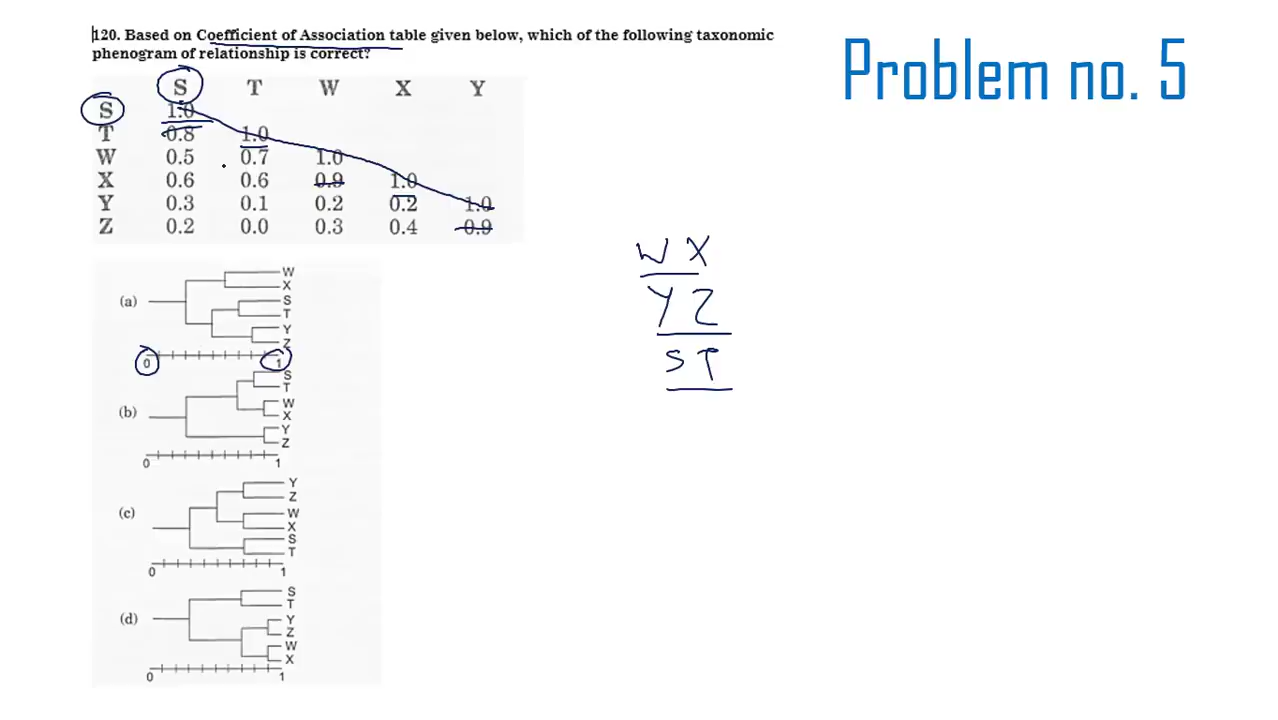 120. Based on Coefficient of Association table given below, which of the following taxonomic
phenogram of relationship is correct?
Problem no. 5
S T W X Y
S 1.0
T 0.8 1.0
W 0.5 0.7 1.0
X 0.6 0.6 0.9 1.0
Y 0.3 0.1 0.2 0.2 1.0
Z 0.2 0.0 0.3 0.4 0.9
W X
Y Z
S T
(a)
W
X
S
T
Y
Z
0 1
(b)
S
T
W
X
Y
Z
0 1
(c)
Y
Z
W
X
S
T
0 1
(d)
S
T
Y
Z
W
X
0 1